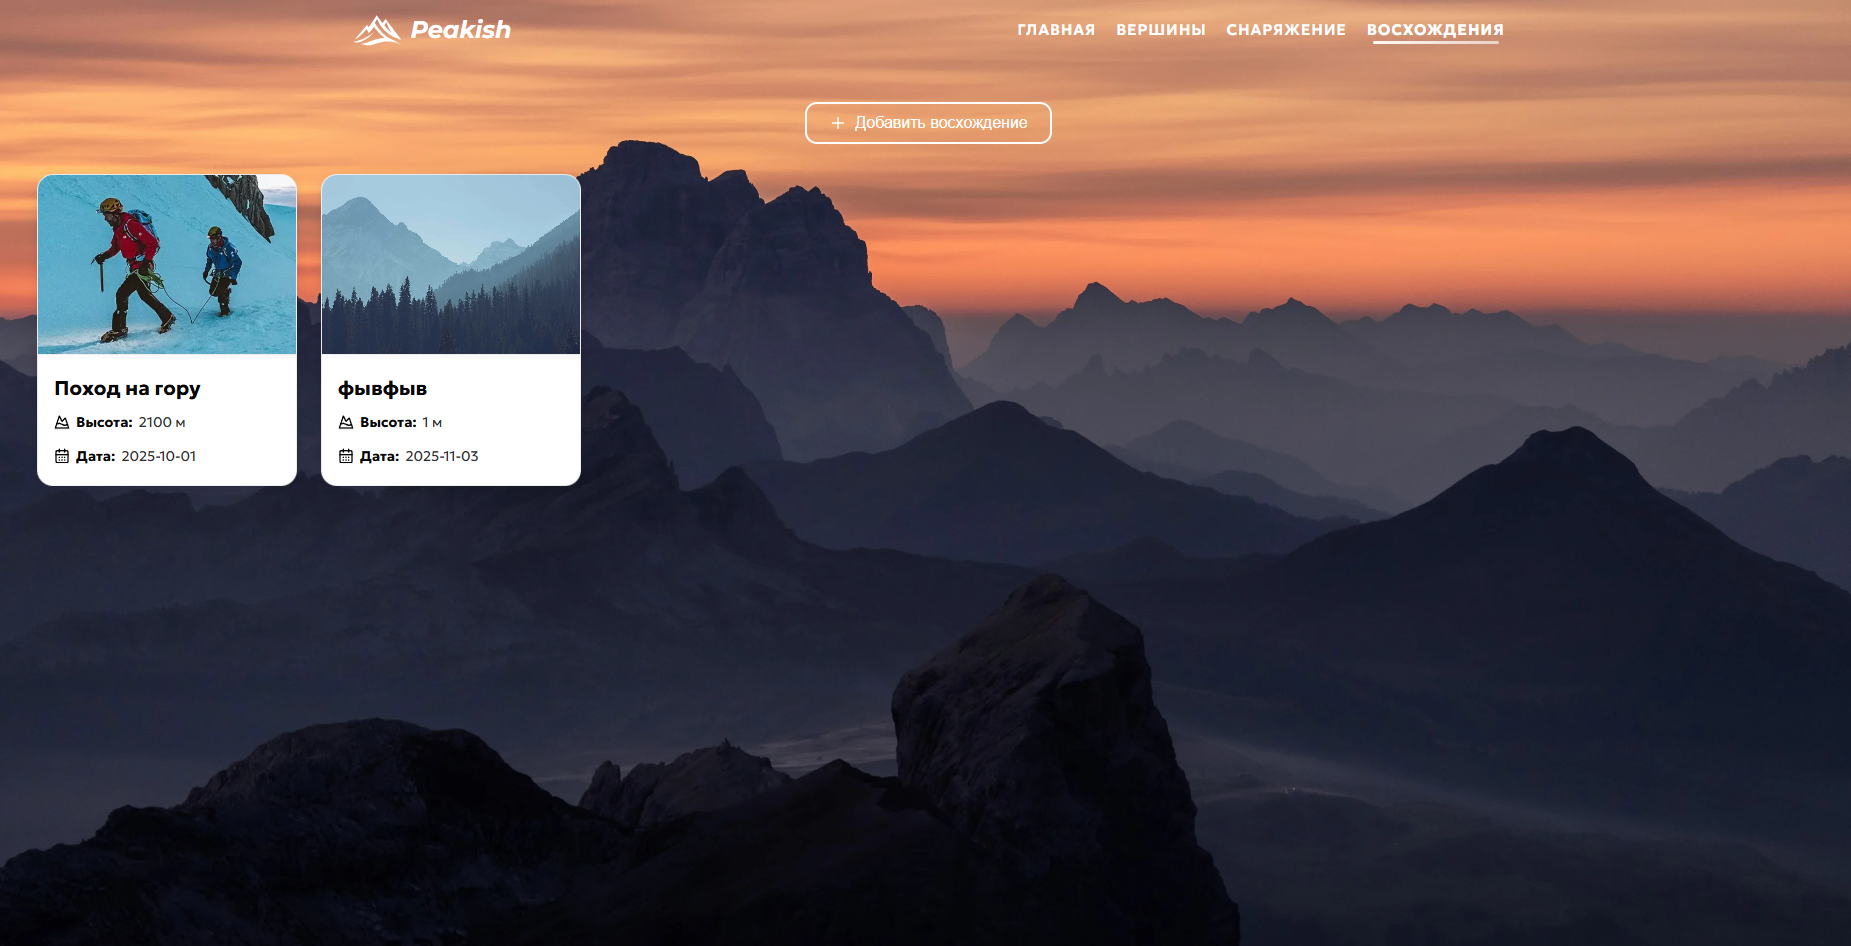 Peakish
ГЛАВНАЯ ВЕРШИНЫ СНАРЯЖЕНИЕ ВОСХОЖДЕНИЯ
+ Добавить восхождение
Поход на гору
Высота: 2100 м
Дата: 2025-10-01
фывфыв
Высота: 1 м
Дата: 2025-11-03